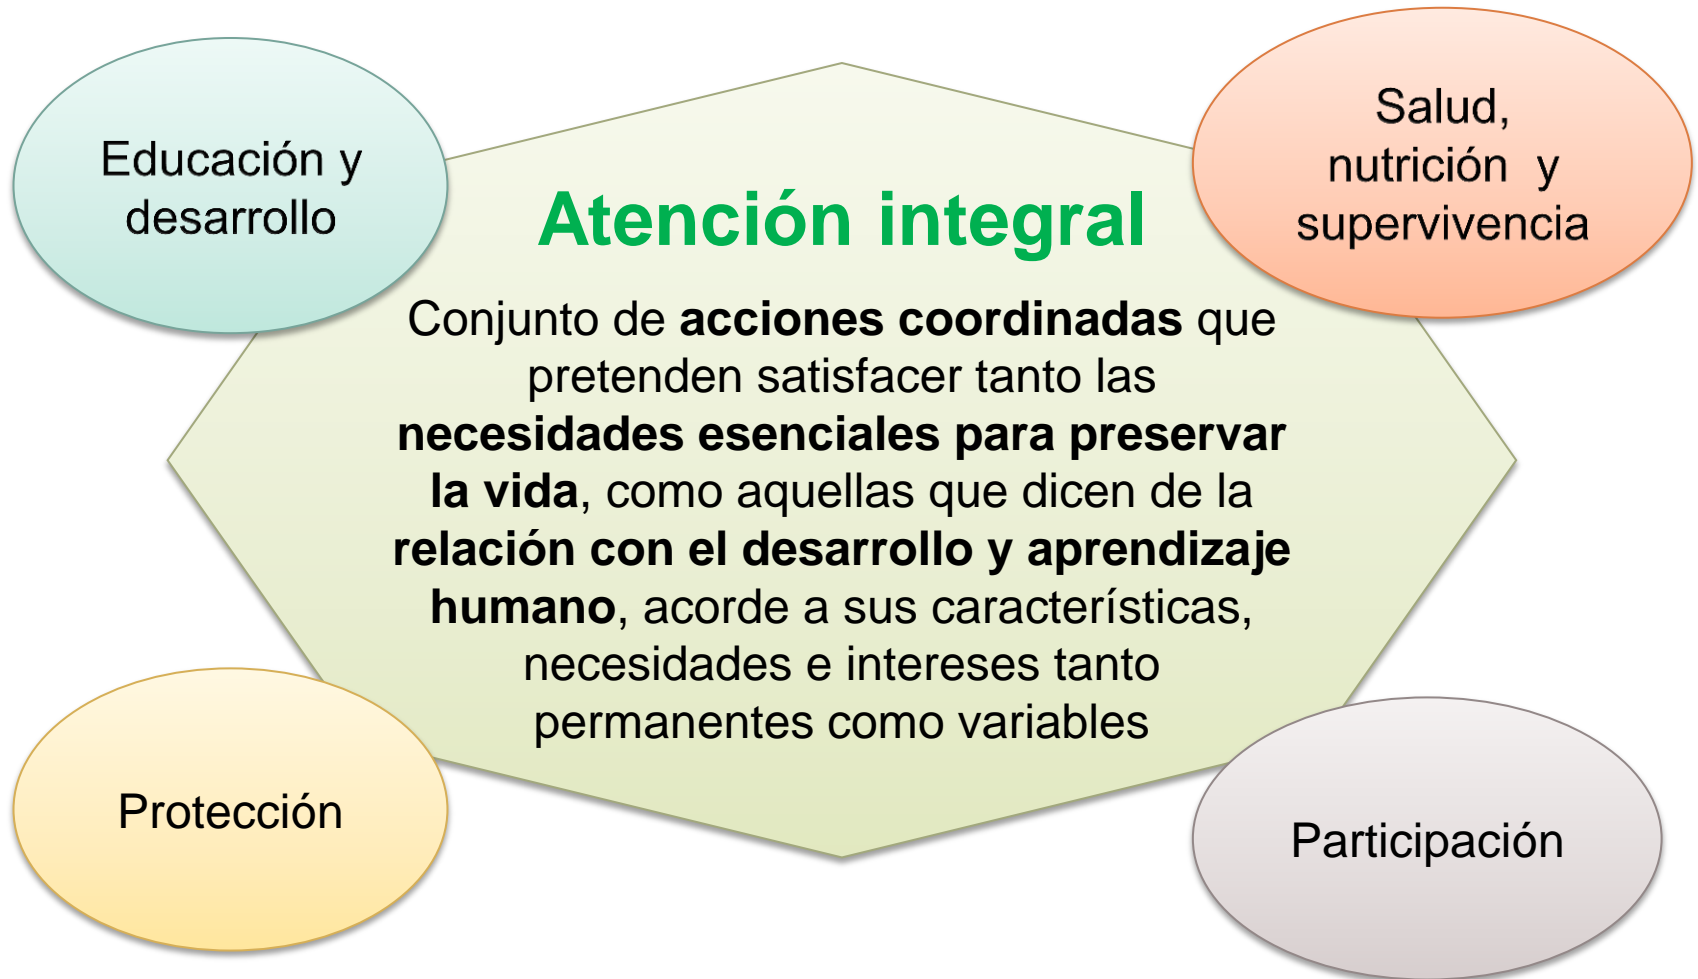 Educación y
desarrollo
Salud,
nutrición y
supervivencia
Atención integral
Conjunto de acciones coordinadas que
pretenden satisfacer tanto las
necesidades esenciales para preservar
la vida, como aquellas que dicen de la
relación con el desarrollo y aprendizaje
humano, acorde a sus características,
necesidades e intereses tanto
permanentes como variables
Protección
Participación